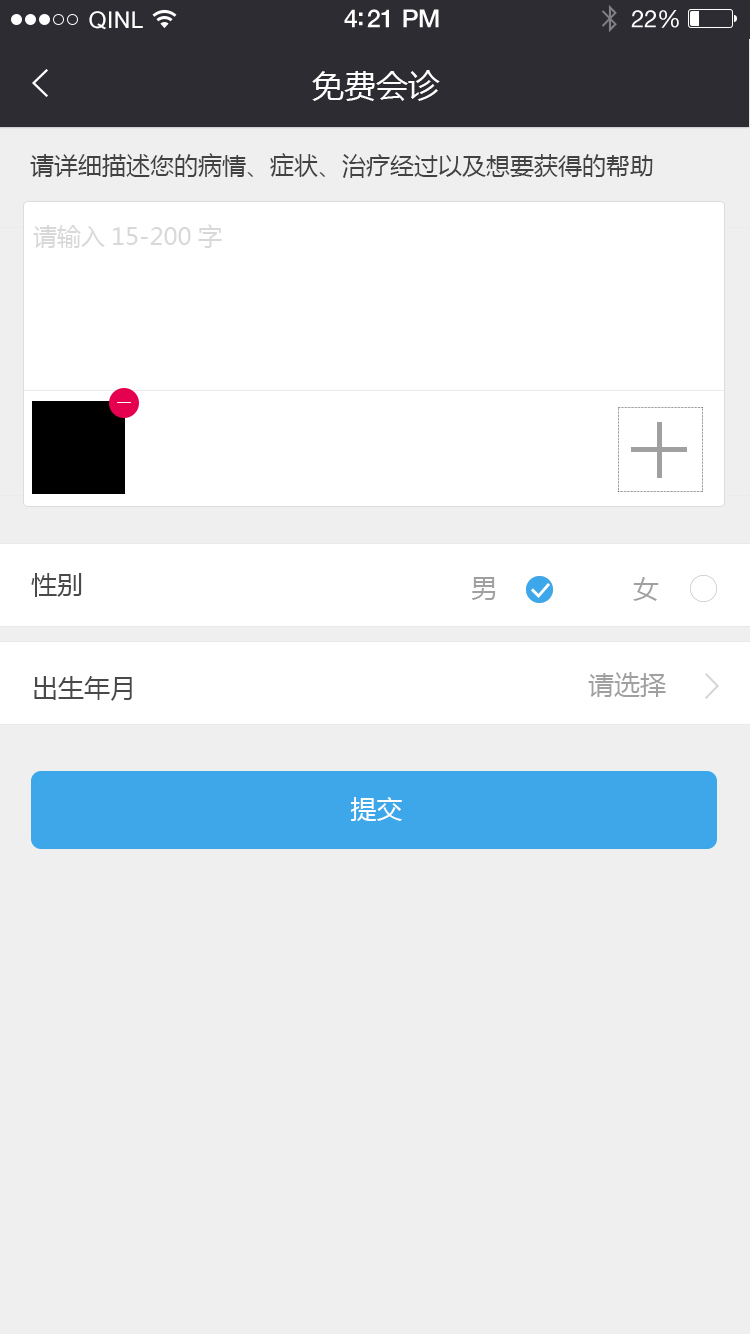 QINL 4:21 PM 22%
免费会诊
请详细描述您的病情、症状、治疗经过以及想要获得的帮助
请输入 15-200 字
性别 男 女
出生年月 请选择
提交